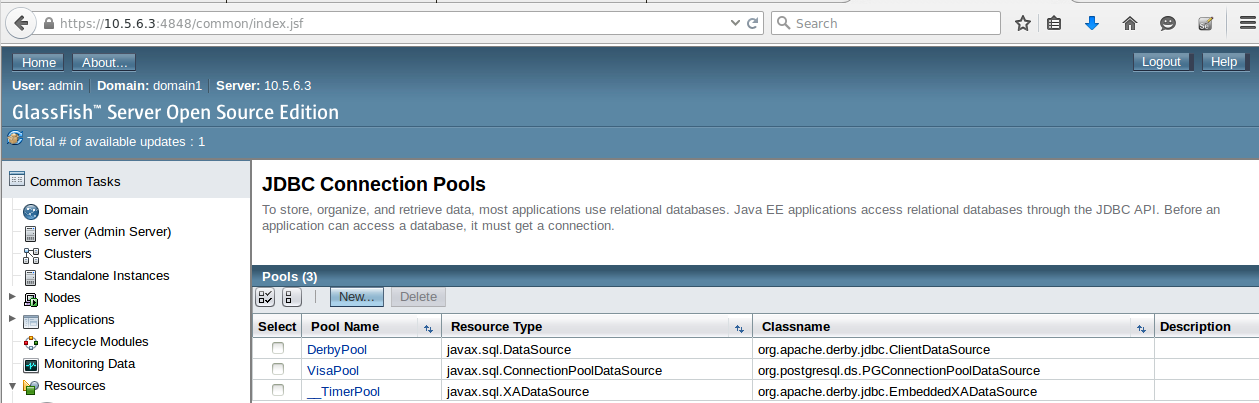 https://10.5.6.3:4848/common/index.jsf
Search
Home About...
Logout Help
User: admin Domain: domain1 Server: 10.5.6.3
GlassFish™ Server Open Source Edition
Total # of available updates : 1
Common Tasks
Domain
server (Admin Server)
Clusters
Standalone Instances
Nodes
Applications
Lifecycle Modules
Monitoring Data
Resources
JDBC Connection Pools
To store, organize, and retrieve data, most applications use relational databases. Java EE applications access relational databases through the JDBC API. Before an
application can access a database, it must get a connection.
Pools (3)
New... Delete
Select Pool Name Resource Type Classname Description
DerbyPool javax.sql.DataSource org.apache.derby.jdbc.ClientDataSource
VisaPool javax.sql.ConnectionPoolDataSource org.postgresql.ds.PGConnectionPoolDataSource
__TimerPool javax.sql.XADataSource org.apache.derby.jdbc.EmbeddedXADataSource